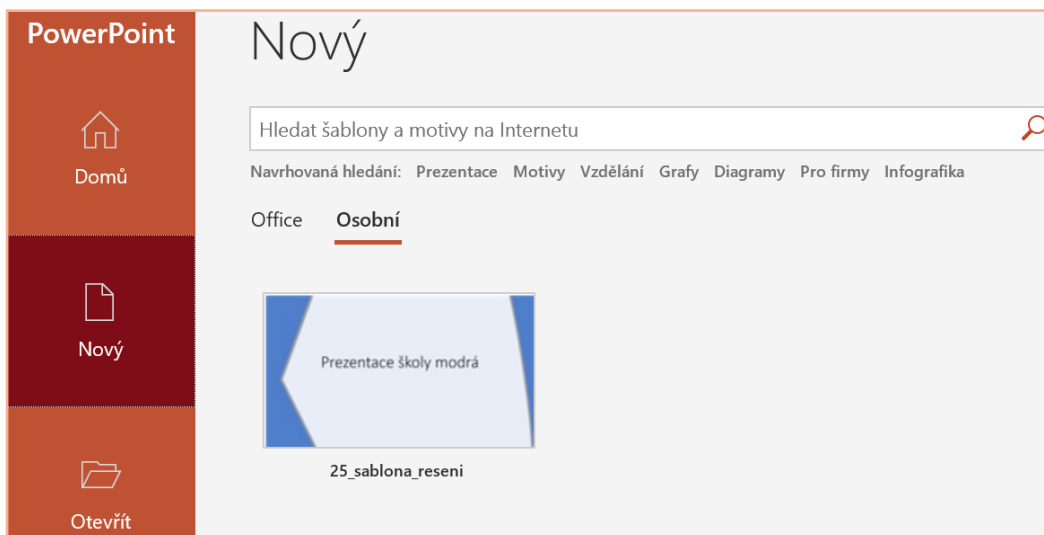 PowerPoint
Nový
Hledat šablony a motivy na Internetu
Domů
Navrhovaná hledání: Prezentace Motivy Vzdělání Grafy Diagramy Pro firmy Infografika
Office Osobní
Nový
Prezentace školy modrá
25_sablona_reseni
Otevřít